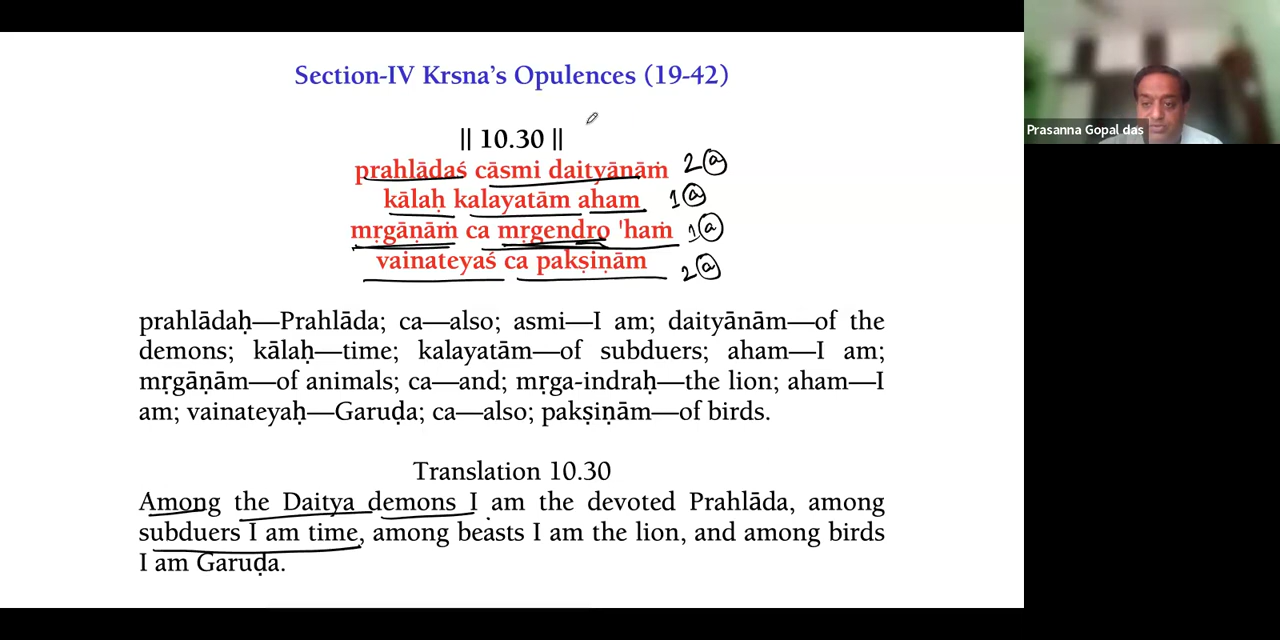 Section-IV Krsna's Opulences (19-42)
|| 10.30 ||
prahlādaś cāsmi daityānāṁ 2 a
kālaḥ kalayatām aham 1 a
mṛgāṇāṁ ca mṛgendro 'haṁ 1 a
vainateyaś ca pakṣiṇām 2 a
prahlādaḥ—Prahlāda; ca—also; asmi—I am; daityānām—of the
demons; kālaḥ—time; kalayatām—of subduers; aham—I am;
mṛgāṇām—of animals; ca—and; mṛga-indraḥ—the lion; aham—I
am; vainateyaḥ—Garuḍa; ca—also; pakṣiṇām—of birds.
Translation 10.30
Among the Daitya demons I am the devoted Prahlāda, among
subduers I am time, among beasts I am the lion, and among birds
I am Garuḍa.
Prasanna Gopal das